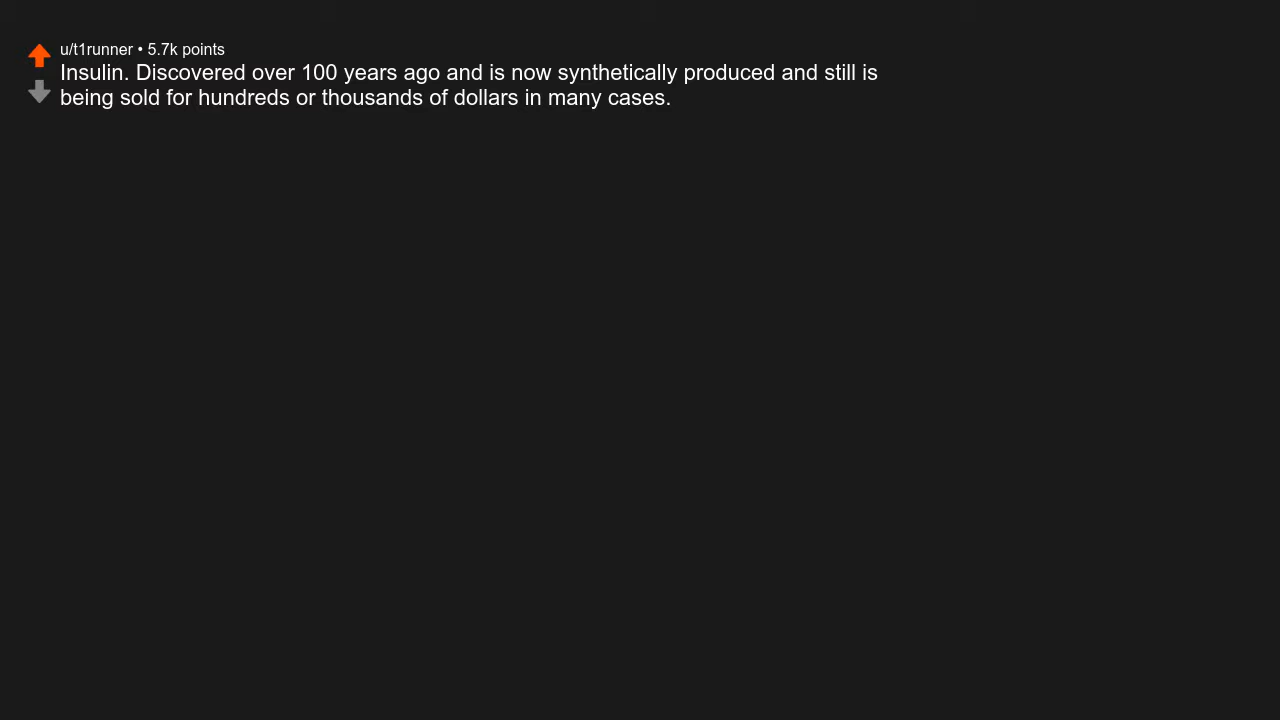 u/t1runner • 5.7k points
Insulin. Discovered over 100 years ago and is now synthetically produced and still is
being sold for hundreds or thousands of dollars in many cases.